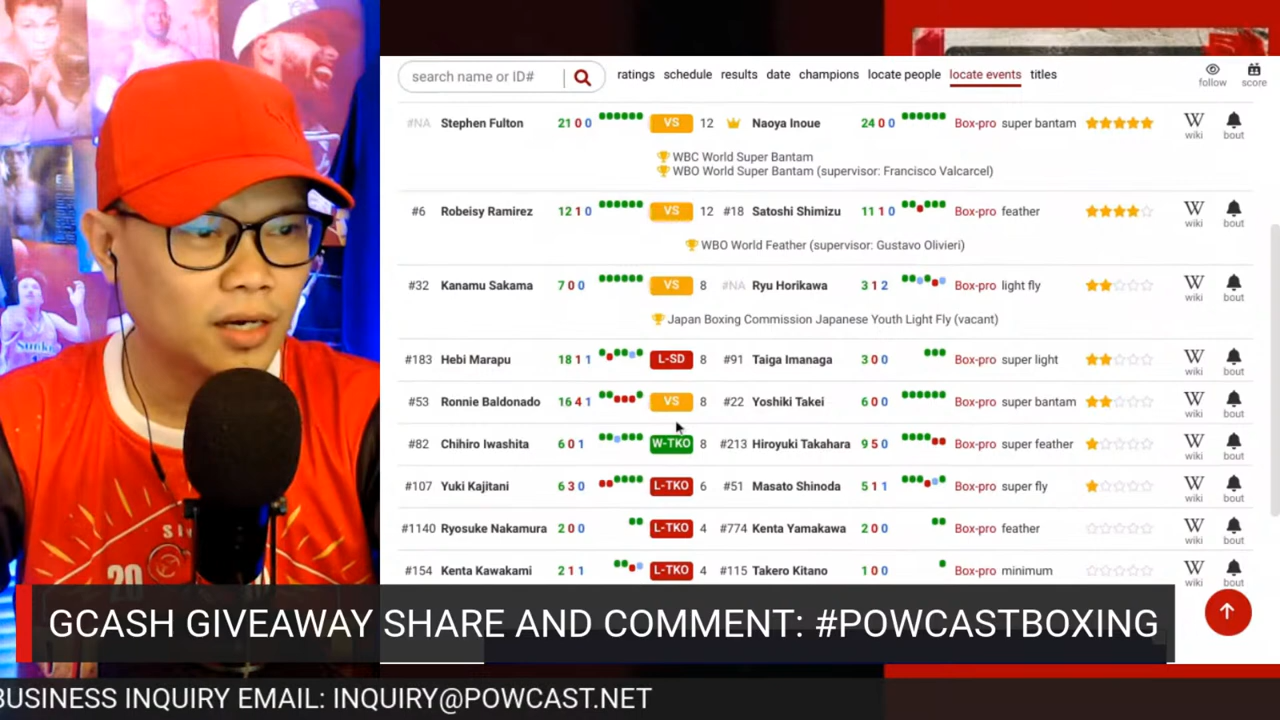 search name or ID#
ratings schedule results date champions locate people locate events titles
follow score
#NA Stephen Fulton 21 0 0 VS 12 Naoya Inoue 24 0 0 Box-pro super bantam W wiki bout
WBC World Super Bantam
WBO World Super Bantam (supervisor: Francisco Valcarcel)
#6 Robeisy Ramirez 12 1 0 VS 12 #18 Satoshi Shimizu 11 1 0 Box-pro feather W wiki bout
WBO World Feather (supervisor: Gustavo Olivieri)
#32 Kanamu Sakama 7 0 0 VS 8 #NA Ryu Horikawa 3 1 2 Box-pro light fly W wiki bout
Japan Boxing Commission Japanese Youth Light Fly (vacant)
#183 Hebi Marapu 18 1 1 L-SD 8 #91 Taiga Imanaga 3 0 0 Box-pro super light W wiki bout
#53 Ronnie Baldonado 16 4 1 VS 8 #22 Yoshiki Takei 6 0 0 Box-pro super bantam W wiki bout
#82 Chihiro Iwashita 6 0 1 W-TKO 8 #213 Hiroyuki Takahara 9 5 0 Box-pro super feather W wiki bout
#107 Yuki Kajitani 6 3 0 L-TKO 6 #51 Masato Shinoda 5 1 1 Box-pro super fly W wiki bout
#1140 Ryosuke Nakamura 2 0 0 L-TKO 4 #774 Kenta Yamakawa 2 0 0 Box-pro feather W wiki bout
#154 Kenta Kawakami 2 1 1 L-TKO 4 #115 Takero Kitano 1 0 0 Box-pro minimum W wiki bout
20
GCASH GIVEAWAY SHARE AND COMMENT: #POWCASTBOXING
BUSINESS INQUIRY EMAIL: INQUIRY@POWCAST.NET